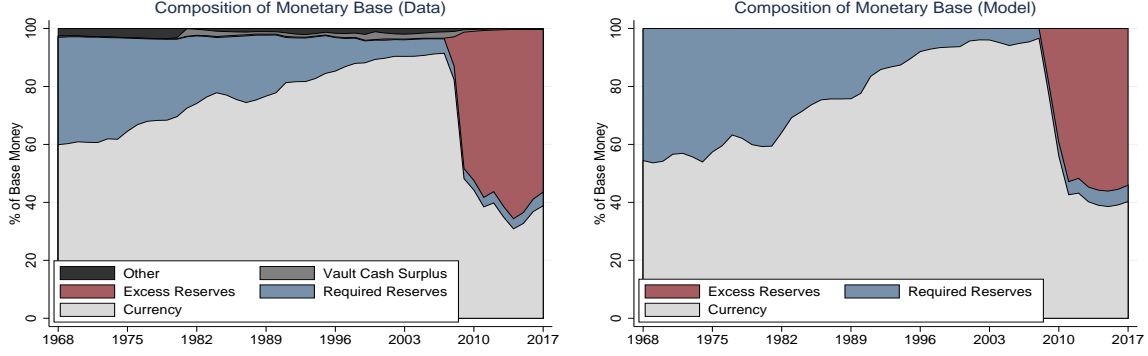 Composition of Monetary Base (Data)
% of Base Money
100
80
60
40
20
0
Other
Vault Cash Surplus
Excess Reserves
Required Reserves
Currency
1968 1975 1982 1989 1996 2003 2010 2017
Composition of Monetary Base (Model)
% of Base Money
100
80
60
40
20
0
Excess Reserves
Required Reserves
Currency
1968 1975 1982 1989 1996 2003 2010 2017